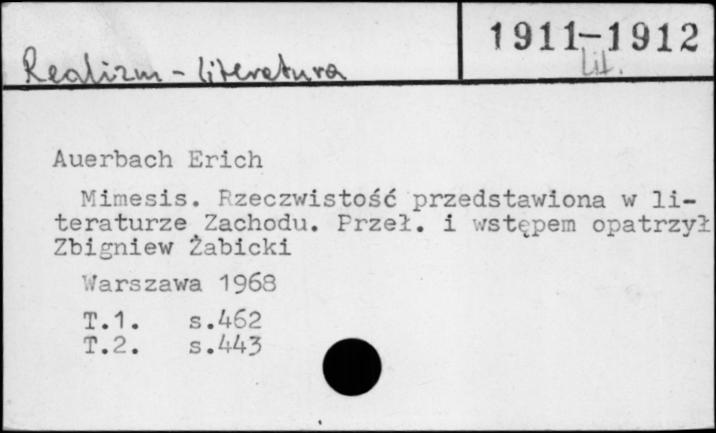 Realizm - literatura
1911-1912
Lit.
Auerbach Erich
Mimesis. Rzeczwistość przedstawiona w li-
teraturze Zachodu. Przeł. i wstępem opatrzył
Zbigniew Żabicki
Warszawa 1968
T.1. s.462
T.2. s.443